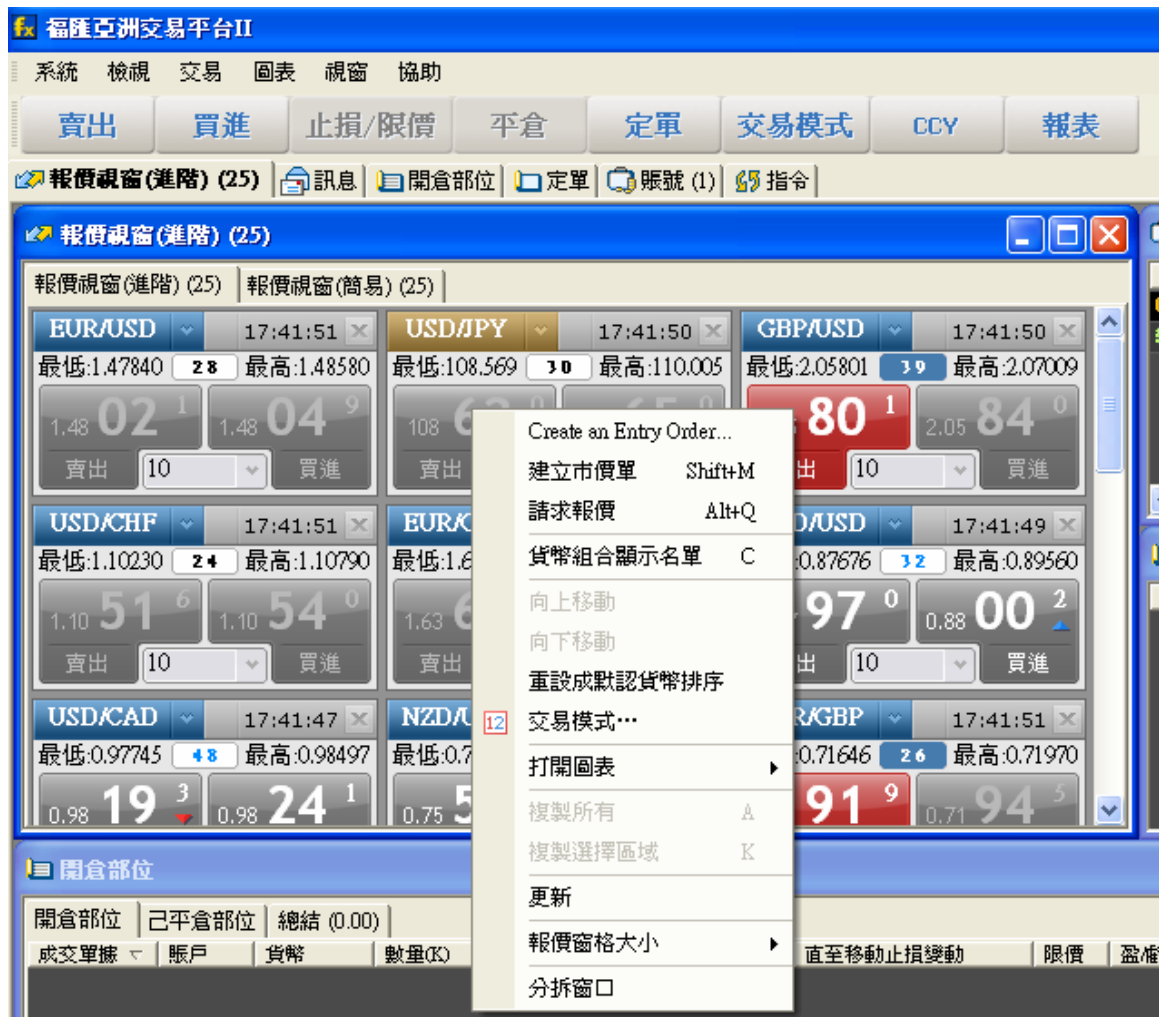 福匯亞洲交易平台II
系統 檢視 交易 圖表 視窗 協助
賣出 買進 止損/限價 平倉 定單 交易模式 CCY 報表
報價視窗(進階) (25) 訊息 開倉部位 定單 賬號 (1) 指令
報價視窗(進階) (25)
報價視窗(進階) (25) 報價視窗(簡易) (25)
EUR/USD 17:41:51 USD/JPY 17:41:50 GBP/USD 17:41:50
最低:1.47840 28 最高:1.48580 最低:108.569 30 最高:110.005 最低:2.05801 39 最高:2.07009
1.48 02 1 1.48 04 9 108 80 1 2.05 84 0
賣出 10 買進 賣出 出 10 買進
USD/CHF 17:41:51 EUR/C D/USD 17:41:49
最低:1.10230 24 最高:1.10790 最低:1.6 :0.87676 32 最高:0.89560
1.10 51 6 1.10 54 0 1.63 97 0 0.88 00 2
賣出 10 買進 賣出 出 10 買進
USD/CAD 17:41:47 NZD/U R/GBP 17:41:51
最低:0.97745 48 最高:0.98497 最低:0.7 :0.71646 26 最高:0.71970
0.98 19 3 0.98 24 1 0.75 5 91 9 0.71 94 5
Create an Entry Order...
建立市價單 Shift+M
請求報價 Alt+Q
貨幣組合顯示名單 C
向上移動
向下移動
重設成默認貨幣排序
12 交易模式…
打開圖表
複製所有 A
複製選擇區域 K
更新
報價窗格大小
分拆窗口
開倉部位
開倉部位 已平倉部位 總結 (0.00)
成交單據 賬戶 貨幣 數量(K) 直至移動止損變動 限價 盈/虧